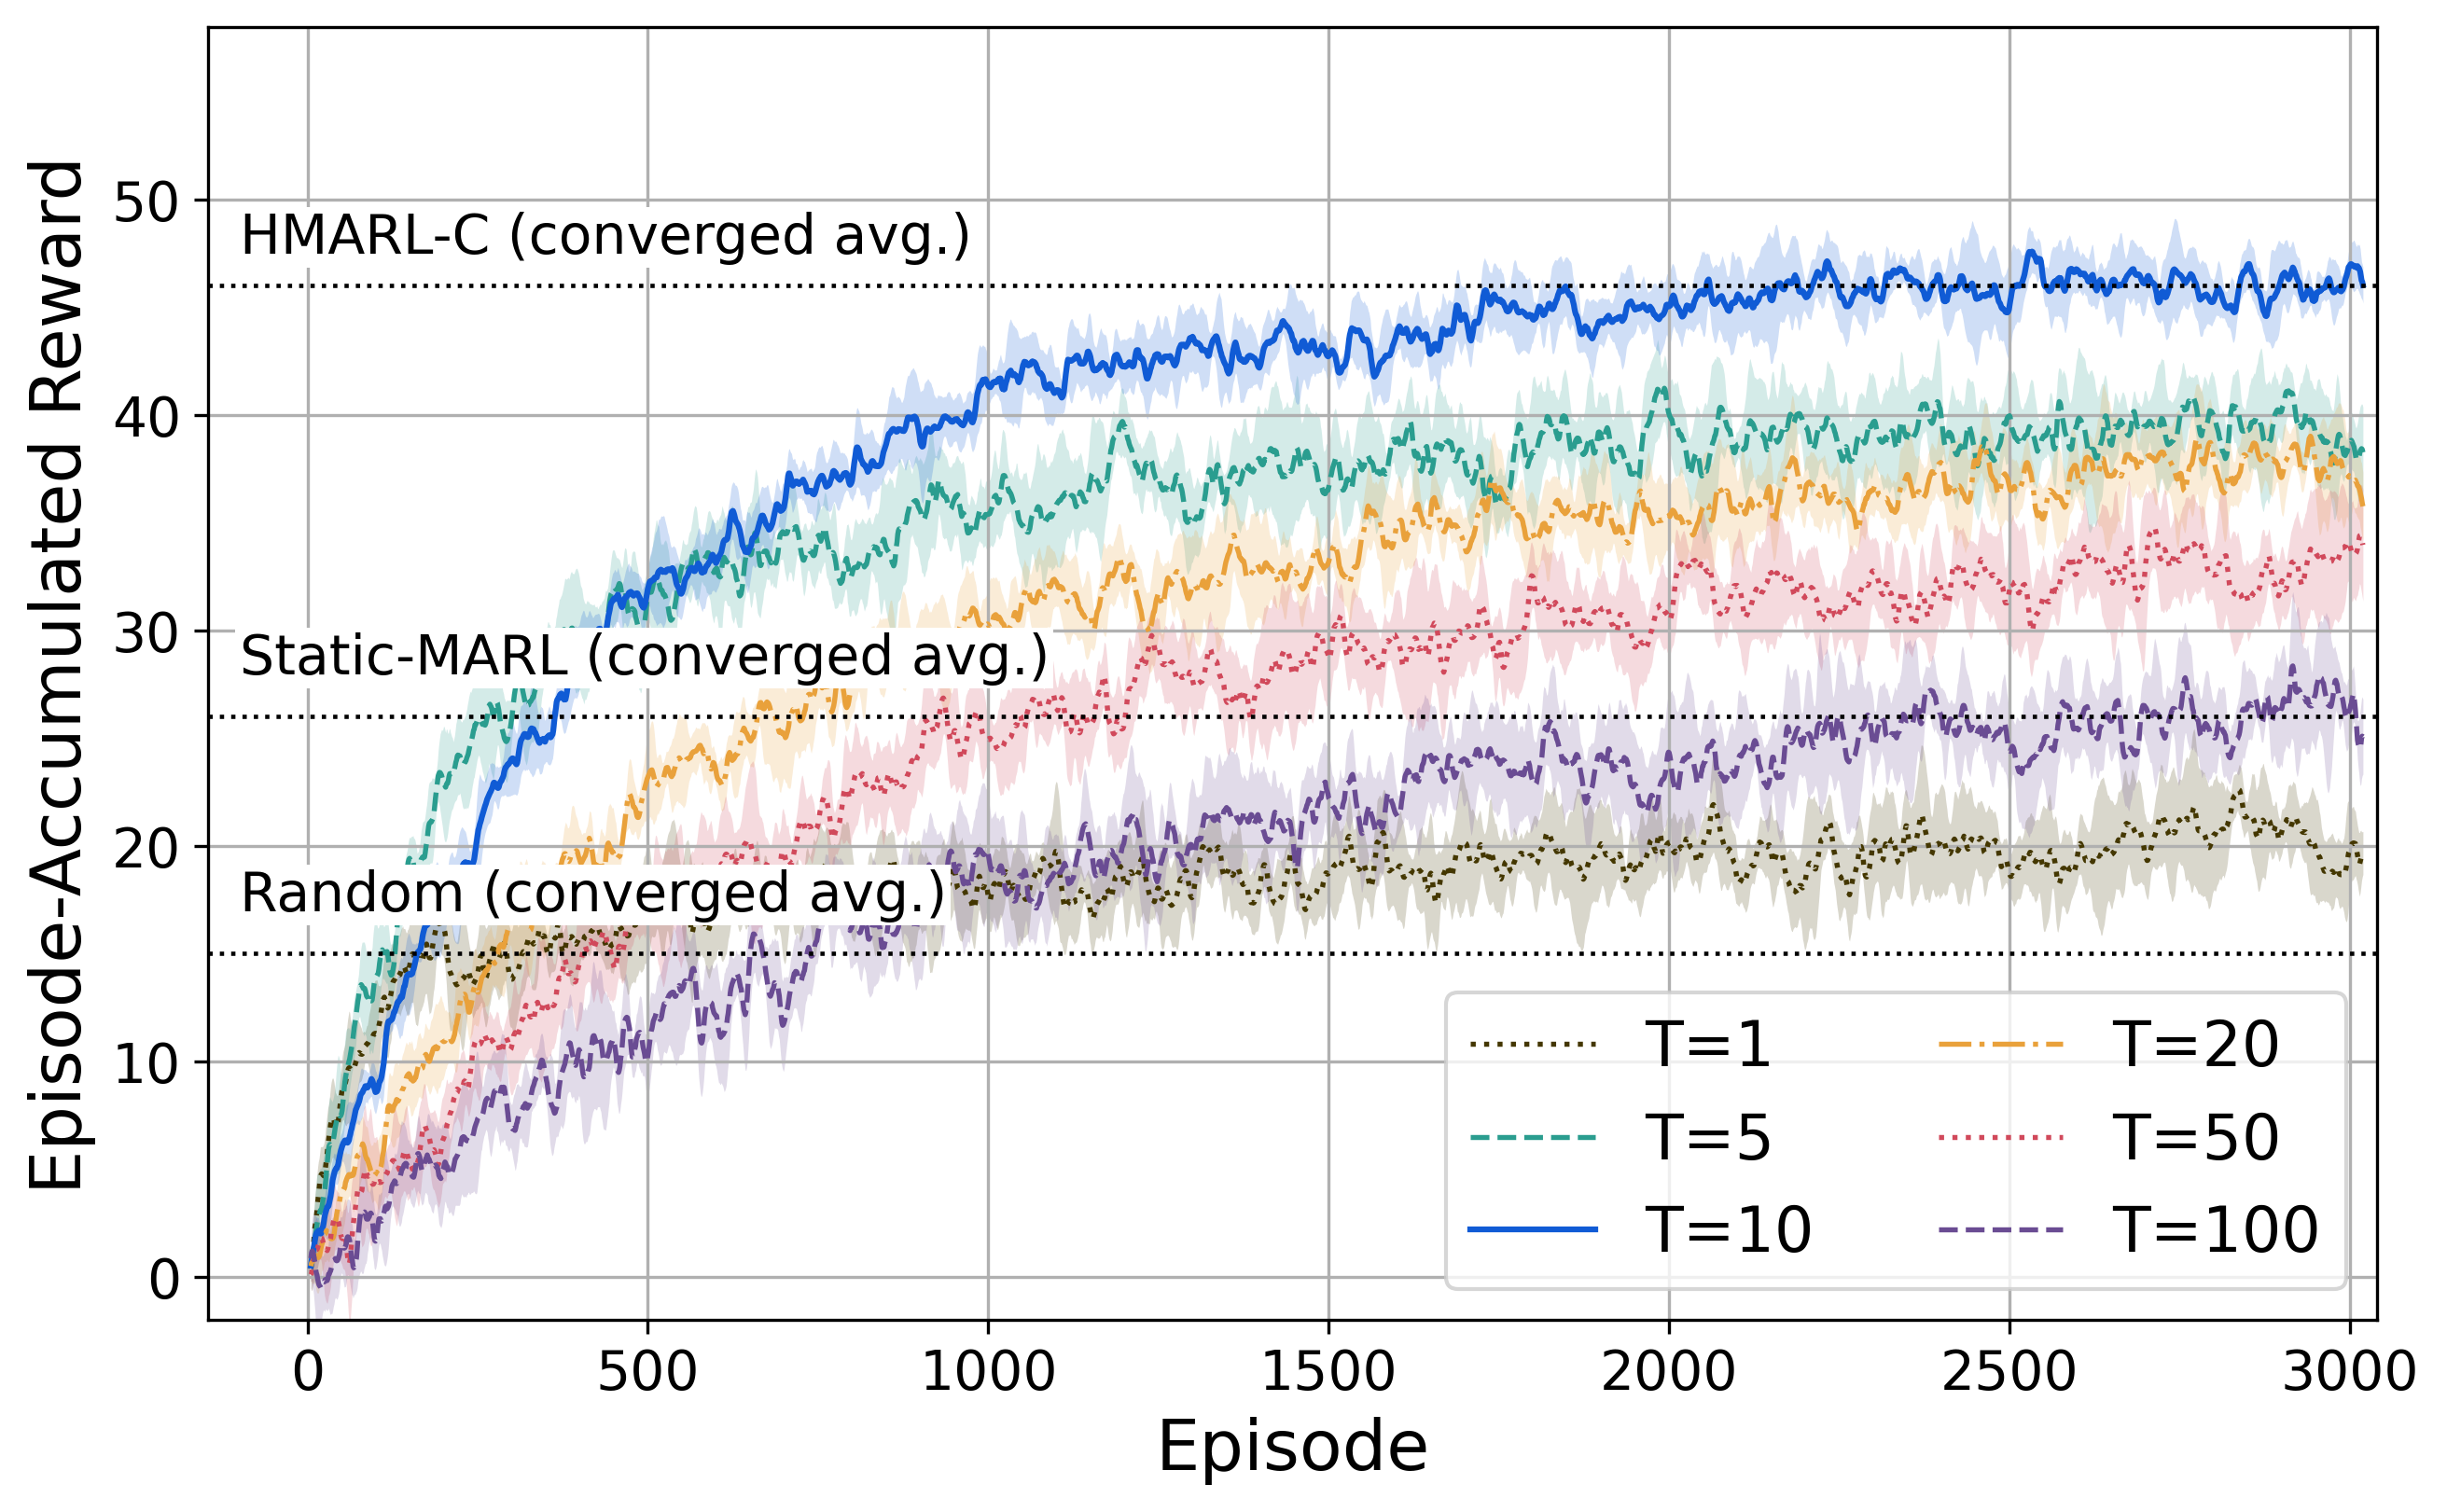 Episode-Accumulated Reward
50
40
30
20
10
0
HMARL-C (converged avg.)
Static-MARL (converged avg.)
Random (converged avg.)
T=1
T=5
T=10
T=20
T=50
T=100
0 500 1000 1500 2000 2500 3000
Episode